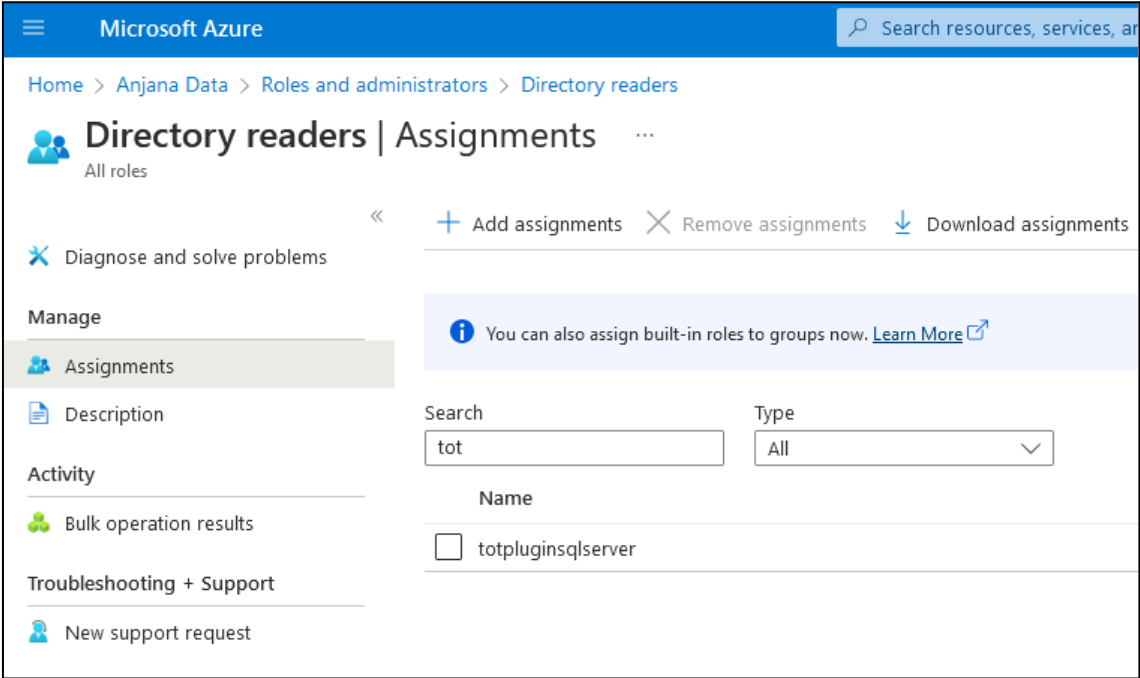 Microsoft Azure
Search resources, services, ar
Home > Anjana Data > Roles and administrators > Directory readers
Directory readers | Assignments ...
All roles
«
Add assignments Remove assignments Download assignments
Diagnose and solve problems
Manage
Assignments
Description
Activity
Bulk operation results
Troubleshooting + Support
New support request
You can also assign built-in roles to groups now. Learn More
Search Type
tot All
Name
totpluginsqlserver